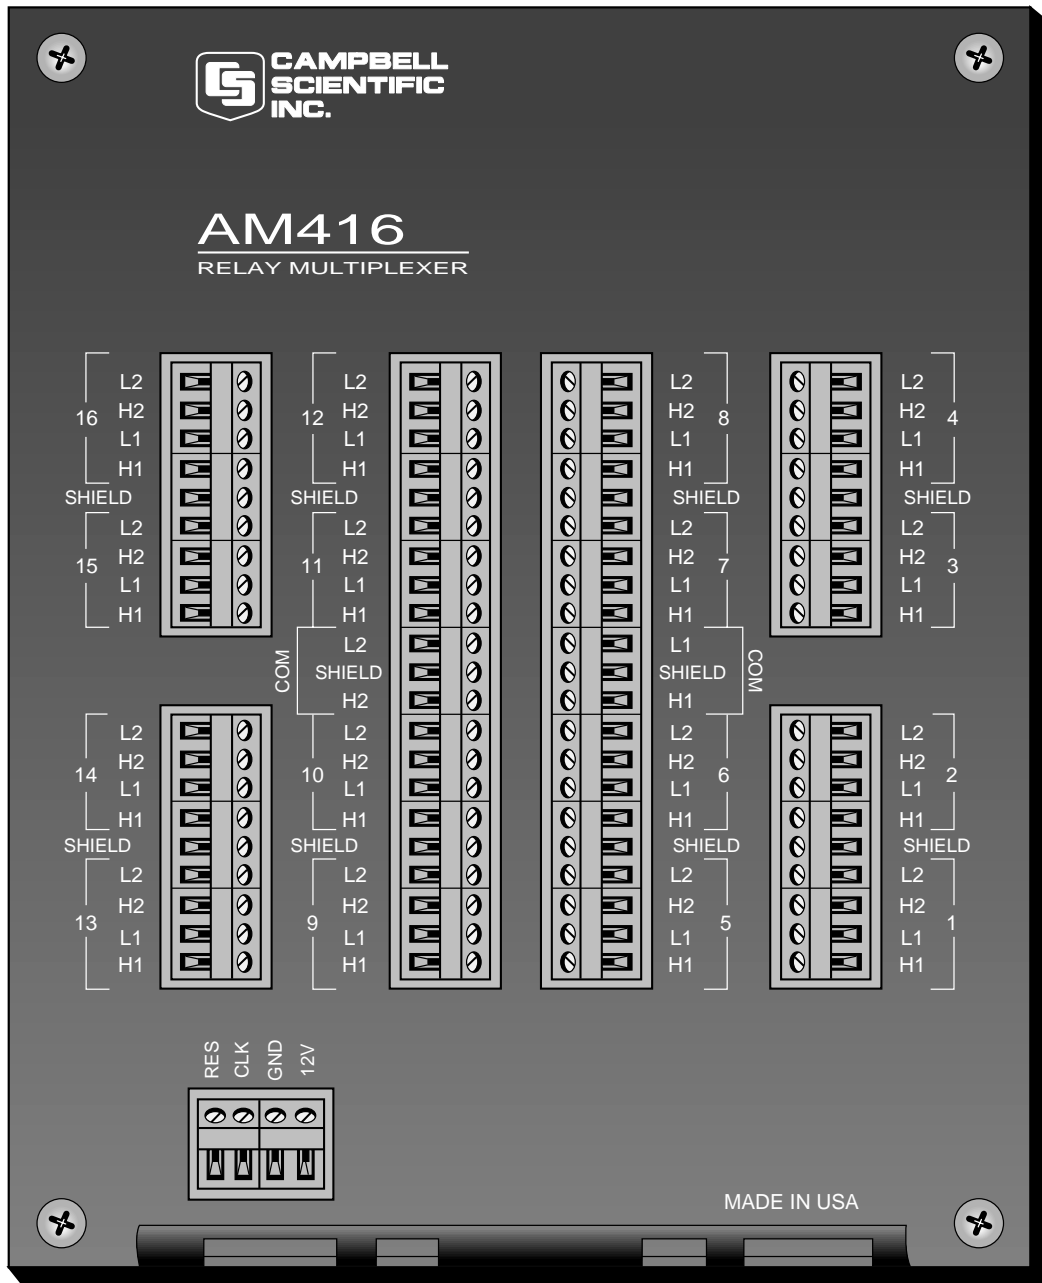 CAMPBELL
SCIENTIFIC
INC.
AM416
RELAY MULTIPLEXER
16
L2
H2
L1
H1
SHIELD
15
L2
H2
L1
H1
14
L2
H2
L1
H1
SHIELD
13
L2
H2
L1
H1
12
L2
H2
L1
H1
SHIELD
11
L2
H2
L1
H1
COM
L2
SHIELD
H2
10
L2
H2
L1
H1
SHIELD
9
L2
H2
L1
H1
L2
H2
L1
H1
8
SHIELD
L2
H2
L1
H1
7
L1
SHIELD
H1
COM
L2
H2
L1
H1
6
SHIELD
L2
H2
L1
H1
5
L2
H2
L1
H1
4
SHIELD
L2
H2
L1
H1
3
L2
H2
L1
H1
2
SHIELD
L2
H2
L1
H1
1
RES
CLK
GND
12V
MADE IN USA